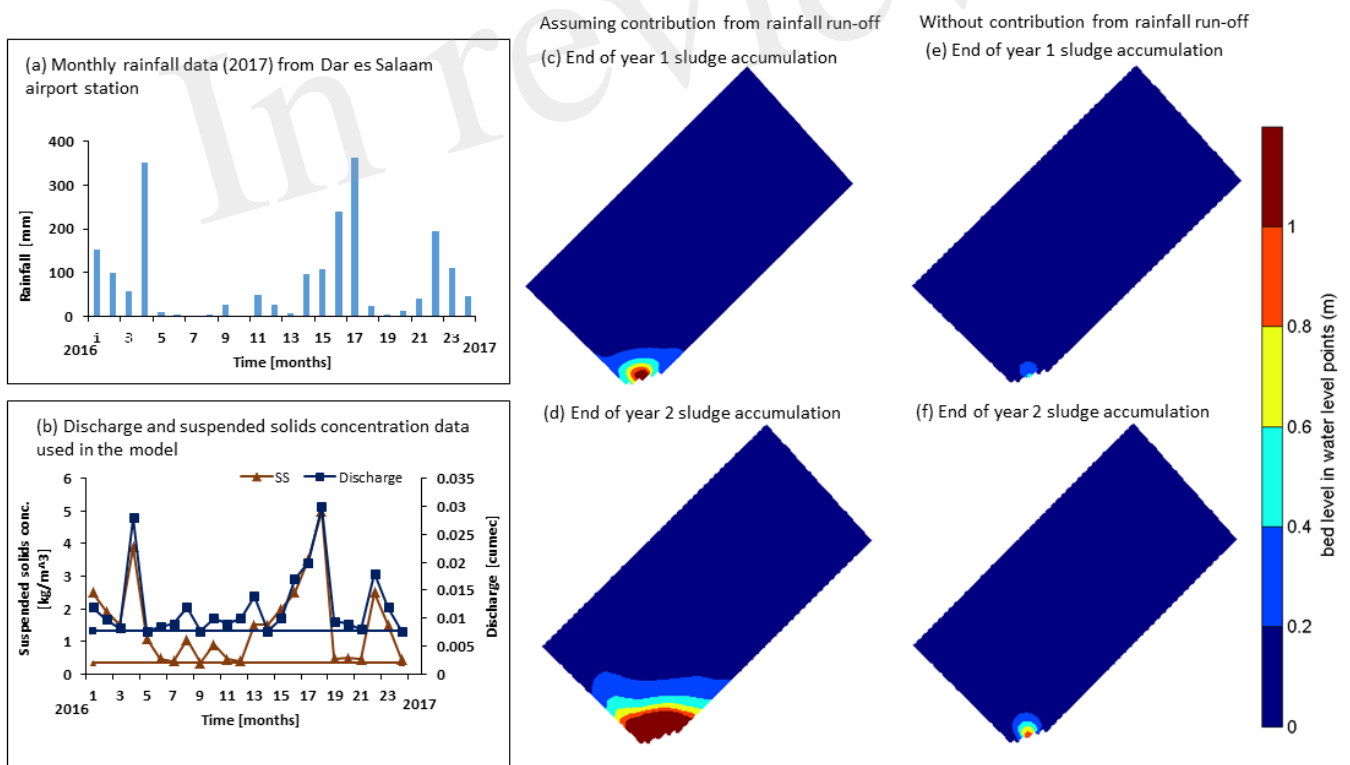 In review
Assuming contribution from rainfall run-off
Without contribution from rainfall run-off
(a) Monthly rainfall data (2017) from Dar es Salaam
airport station
400
300
200
100
0
Rainfall [mm]
1 3 5 7 9 11 13 15 17 19 21 23
2016 2017
Time [months]
(b) Discharge and suspended solids concentration data
used in the model
SS Discharge
6
5
4
3
2
1
0
Suspended solids conc.
[kg/m^3]
0.035
0.03
0.025
0.02
0.015
0.01
0.005
0
Discharge [cumec]
1 3 5 7 9 11 13 15 17 19 21 23
2016 2017
Time [months]
(c) End of year 1 sludge accumulation
(e) End of year 1 sludge accumulation
(d) End of year 2 sludge accumulation
(f) End of year 2 sludge accumulation
1
0.8
0.6
0.4
0.2
0
bed level in water level points (m)